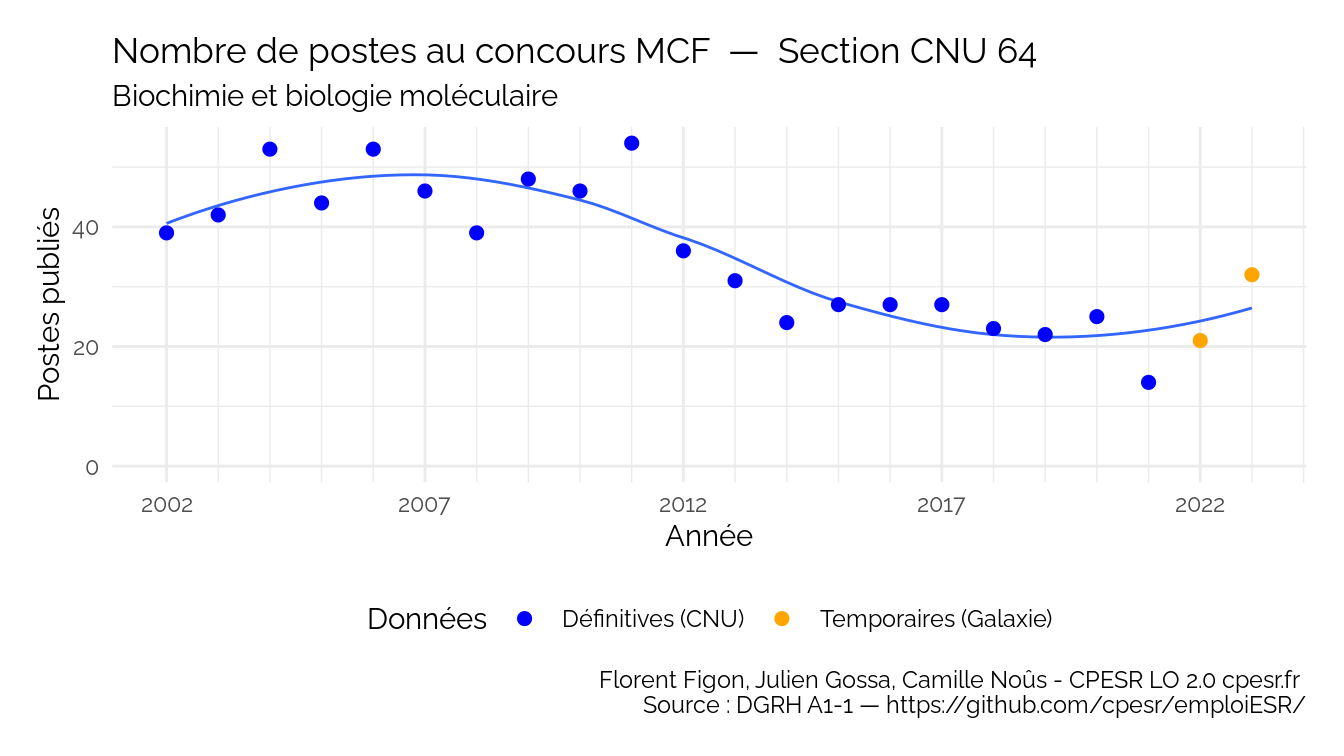 Nombre de postes au concours MCF — Section CNU 64
Biochimie et biologie moléculaire
Postes publiés
40
20
0
2002 2007 2012 2017 2022
Année
Données Définitives (CNU) Temporaires (Galaxie)
Florent Figon, Julien Gossa, Camille Noûs - CPESR LO 2.0 cpesr.fr
Source : DGRH A1-1 — https://github.com/cpesr/emploiESR/